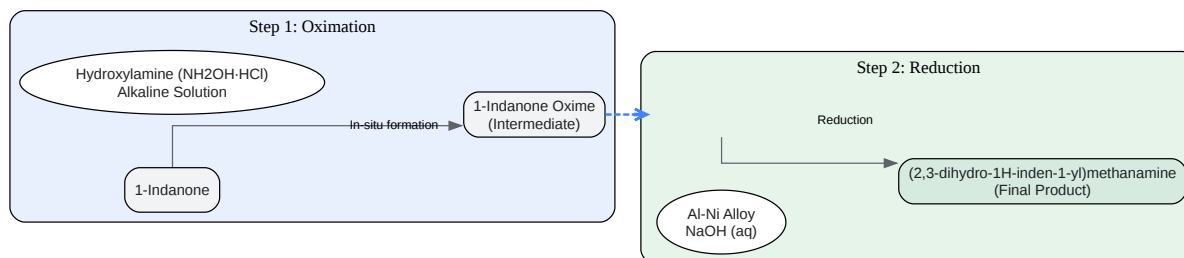 Step 1: Oximation
Hydroxylamine (NH2OH·HCl)
Alkaline Solution
1-Indanone Oxime
(Intermediate)
In-situ formation
1-Indanone
Step 2: Reduction
Reduction
(2,3-dihydro-1H-inden-1-yl)methanamine
(Final Product)
Al-Ni Alloy
NaOH (aq)